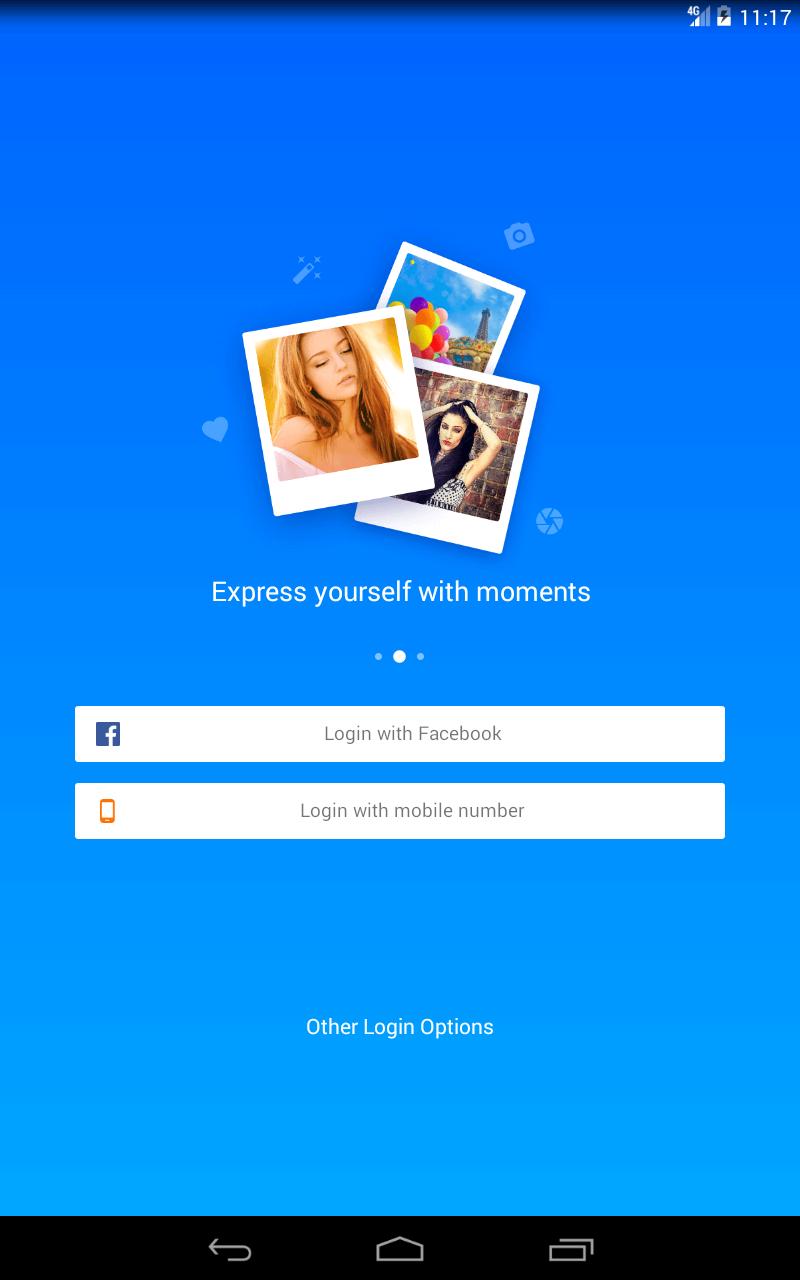 4G 11:17
Express yourself with moments
Login with Facebook
Login with mobile number
Other Login Options